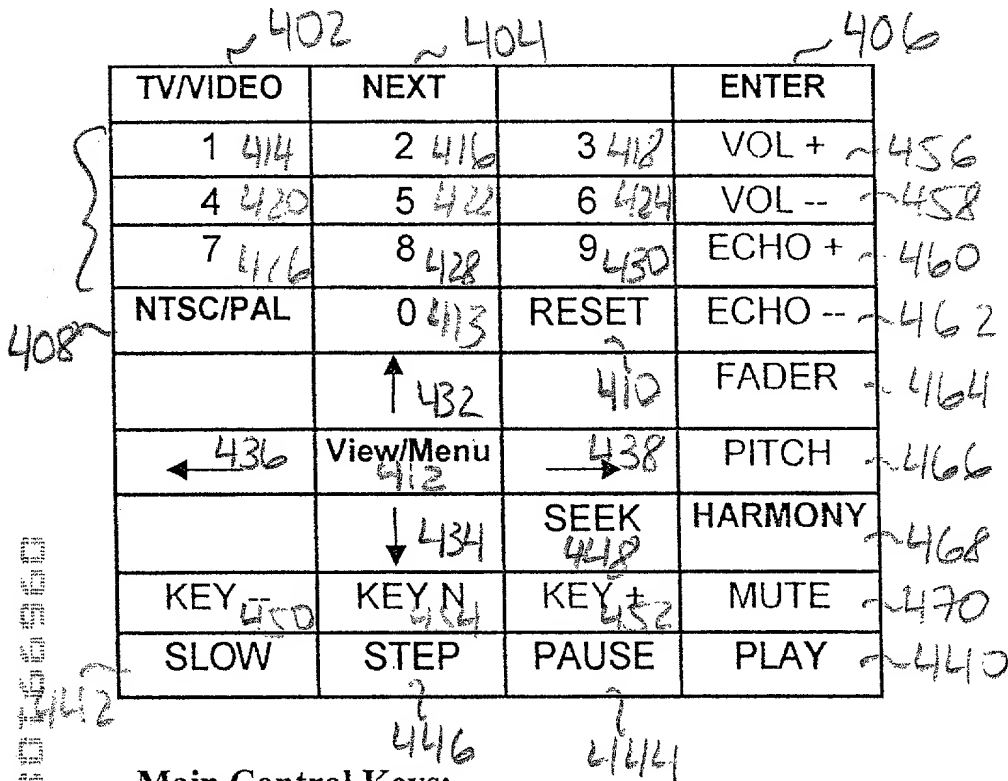 402 404 406
TV/VIDEO NEXT ENTER
1 414 2 416 3 418 VOL + 456
4 420 5 422 6 424 VOL -- 458
7 8 428 9 430 ECHO + 460
NTSC/PAL 0 413 RESET ECHO -- 462
408
↑ 432 410 FADER 464
← 436 View/Menu 412 → 438 PITCH 466
↓ 434 SEEK 448 HARMONY 468
KEY -- 450 KEY N 454 KEY + 452 MUTE 470
SLOW STEP PAUSE PLAY 440
442 446 444
Main Control Keys: